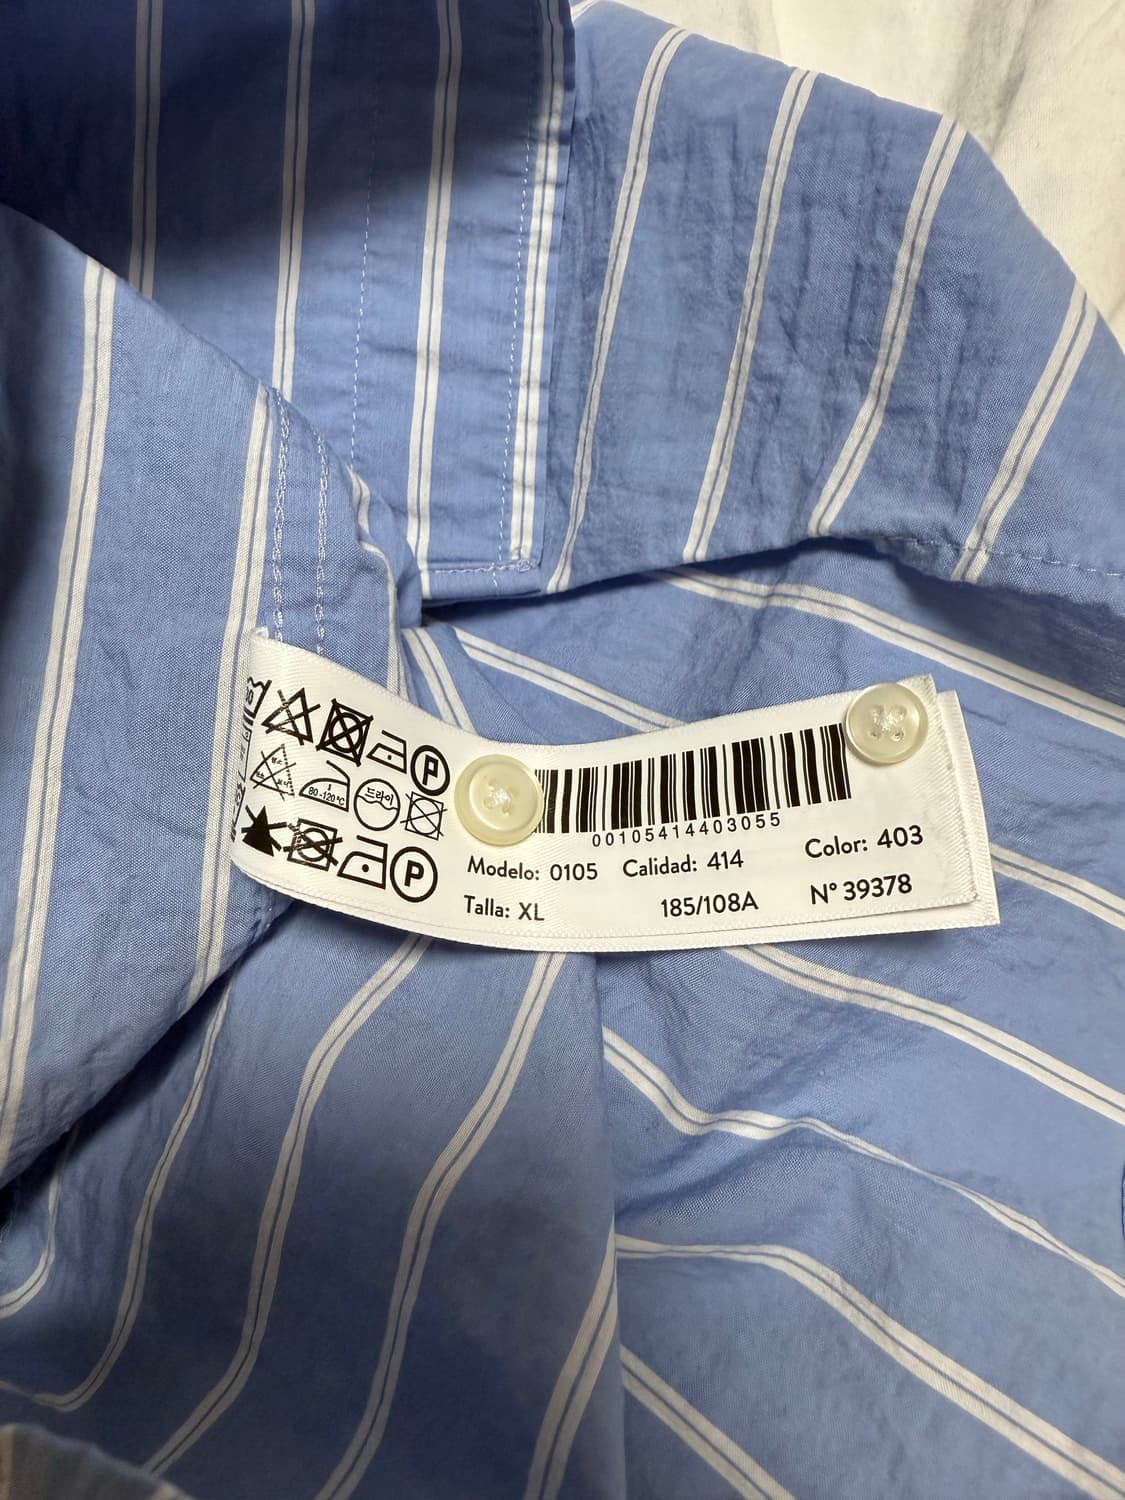 P
80-120℃
드라이
P
00105414403055
Modelo: 0105 Calidad: 414 Color: 403
Talla: XL 185/108A Nº 39378